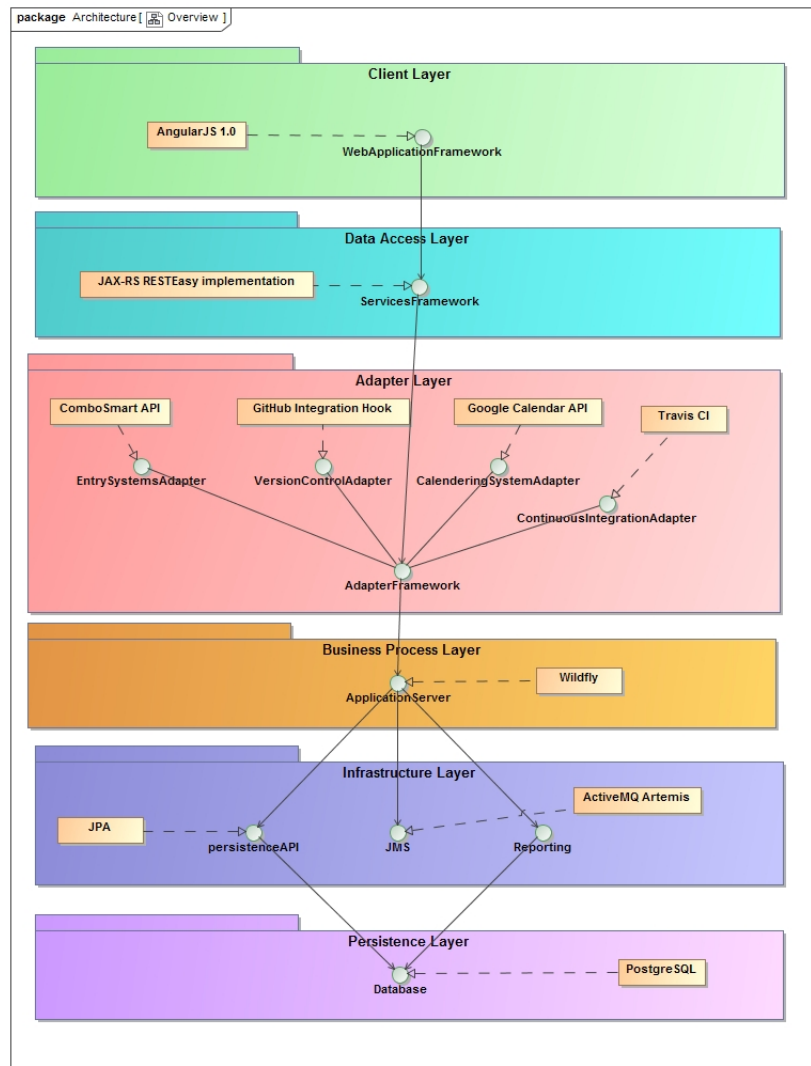 package Architecture [ Overview ]
Client Layer
AngularJS 1.0
WebApplicationFramework
Data Access Layer
JAX-RS RESTEasy implementation
ServicesFramework
Adapter Layer
ComboSmart API
GitHub Integration Hook
Google Calendar API
Travis CI
EntrySystemsAdapter
VersionControlAdapter
CalenderingSystemAdapter
ContinuousIntegrationAdapter
AdapterFramework
Business Process Layer
Wildfly
ApplicationServer
Infrastructure Layer
ActiveMQ Artemis
JPA
persistenceAPI
JMS
Reporting
Persistence Layer
PostgreSQL
Database